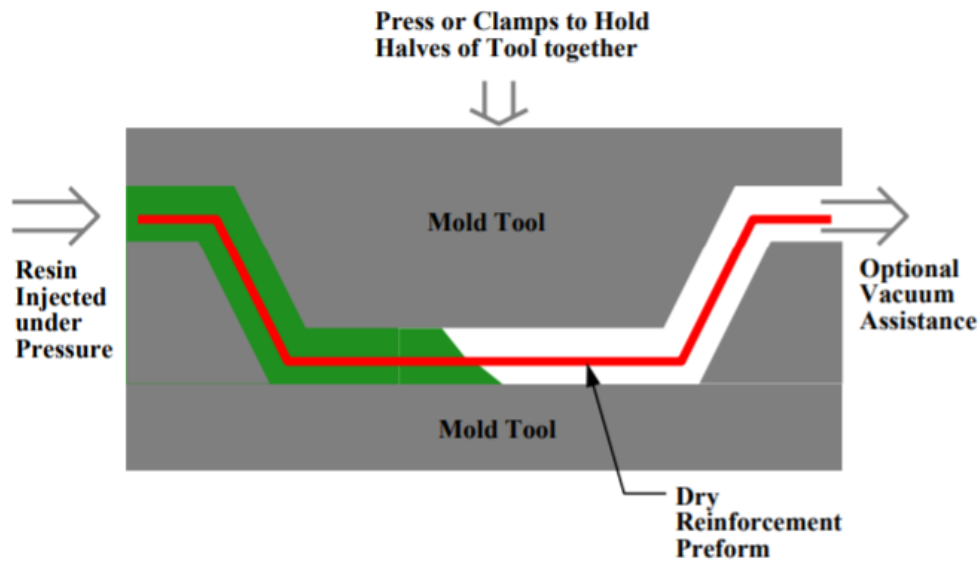 Press or Clamps to Hold
Halves of Tool together
Mold Tool
Resin
Injected
under
Pressure
Optional
Vacuum
Assistance
Mold Tool
Dry
Reinforcement
Preform